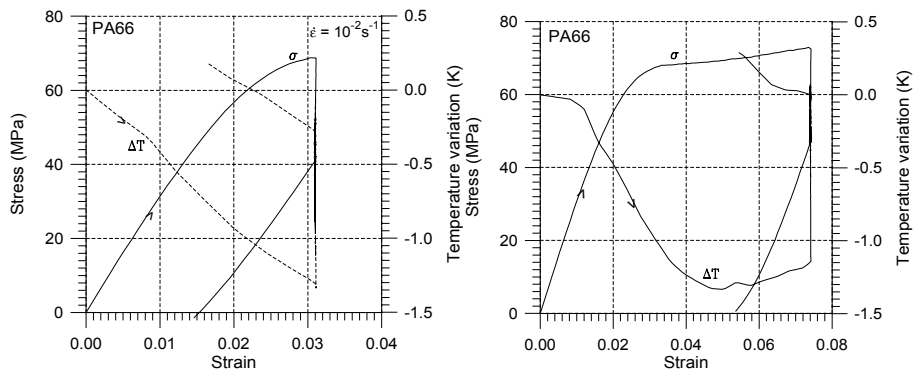 PA66
ε̇ = 10⁻²s⁻¹
σ
ΔT
80
60
40
20
0
0.5
0.0
-0.5
-1.0
-1.5
0.00
0.01
0.02
0.03
0.04
Stress (MPa)
Strain
Temperature variation (K)
PA66
σ
ΔT
80
60
40
20
0
0.5
0.0
-0.5
-1.0
-1.5
0.00
0.02
0.04
0.06
0.08
Stress (MPa)
Strain
Temperature variation (K)